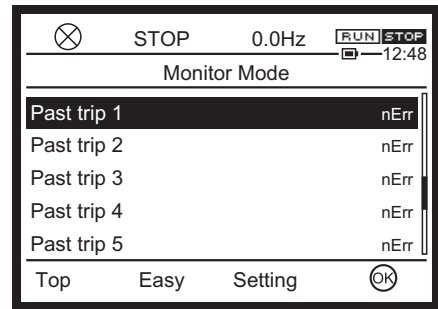 STOP 0.0Hz RUN STOP
12:48
Monitor Mode
Past trip 1 nErr
Past trip 2 nErr
Past trip 3 nErr
Past trip 4 nErr
Past trip 5 nErr
Top Easy Setting OK